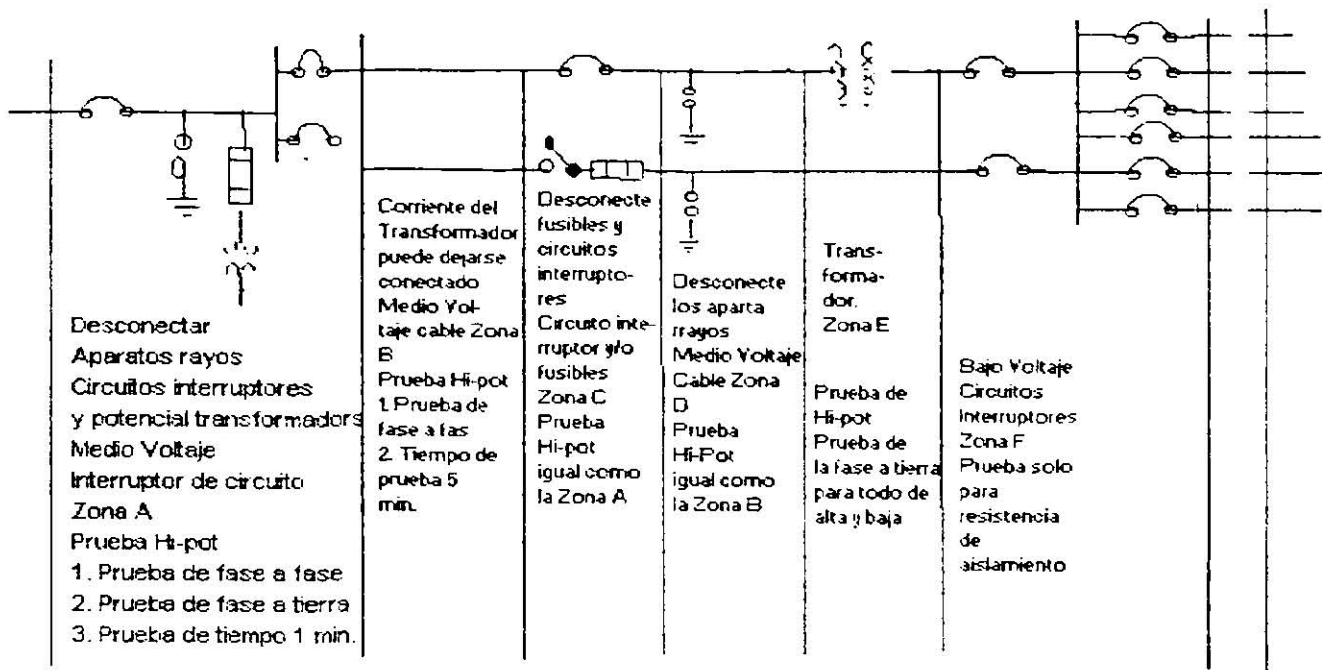 Desconectar
Aparatos rayos
Circuitos interruptores
y potencial transformadors
Medio Voltaje
Interruptor de circuito
Zona A
Prueba Hi-pot
1. Prueba de fase a fase
2. Prueba de fase a tierra
3. Prueba de tiempo 1 min.
Corriente del
Transformador
puede dejarse
conectado
Medio Vol-
taje cable Zona
B
Prueba Hi-pot
1. Prueba de
fase a fas
2. Tiempo de
prueba 5
min.
Desconecte
fusibles y
circuitos
interrupto-
res
Circuito inte-
rruptor y/o
fusibles
Zona C
Prueba
Hi-pot
igual como
la Zona A
Desconecte
los aparta
rrayos
Medio Voltaje
Cable Zona
D
Prueba
Hi-Pot
igual como
la Zona B
Trans-
forma-
dor.
Zona E
Prueba de
Hi-pot
Prueba de
la fase a tierra
para todo de
alta y baja
Bajo Voltaje
Circuitos
Interruptores
Zona F
Prueba solo
para
resistencia
de
aislamiento